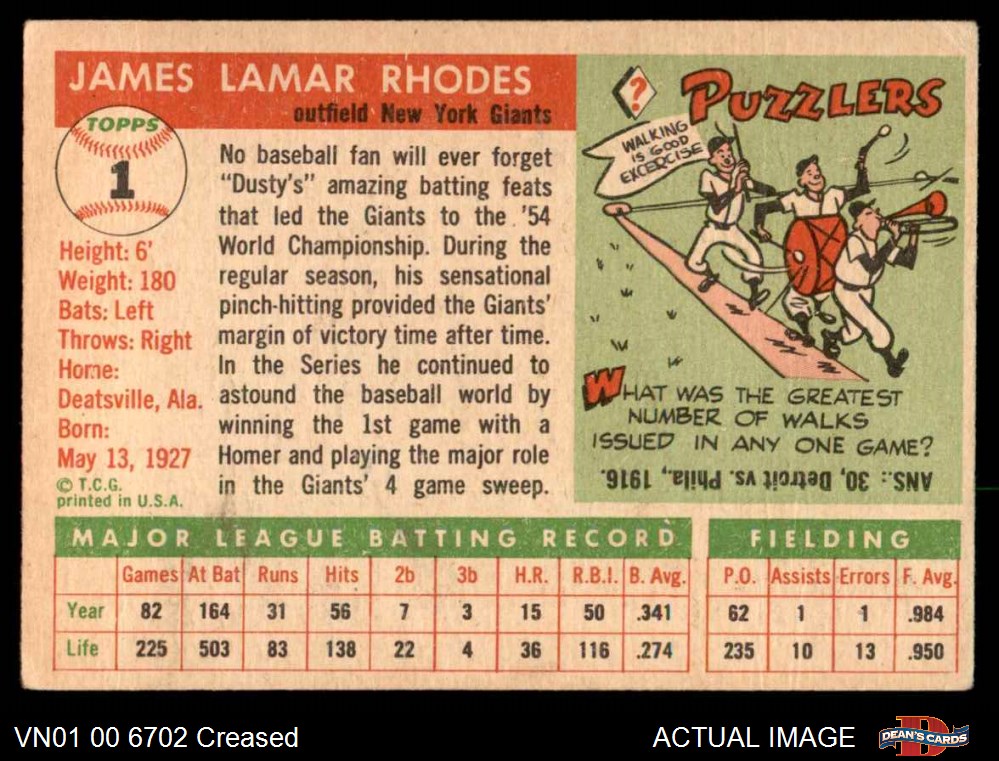 JAMES LAMAR RHODES
outfield New York Giants
TOPPS
1
Height: 6'
Weight: 180
Bats: Left
Throws: Right
Home:
Deatsville, Ala.
Born:
May 13, 1927
© T.C.G.
printed in U.S.A.
No baseball fan will ever forget
"Dusty's" amazing batting feats
that led the Giants to the '54
World Championship. During the
regular season, his sensational
pinch-hitting provided the Giants'
margin of victory time after time.
In the Series he continued to
astound the baseball world by
winning the 1st game with a
Homer and playing the major role
in the Giants' 4 game sweep.
?
PUZZLERS
WALKING
IS GOOD
EXCERCISE
WHAT WAS THE GREATEST
NUMBER OF WALKS
ISSUED IN ANY ONE GAME?
ANS.: 30, Detroit vs. Phila., 1916.
MAJOR LEAGUE BATTING RECORD
Games At Bat Runs Hits 2b 3b H.R. R.B.I. B. Avg.
Year 82 164 31 56 7 3 15 50 .341
Life 225 503 83 138 22 4 36 116 .274
FIELDING
P.O. Assists Errors F. Avg.
62 1 1 .984
235 10 13 .950
VN01 00 6702 Creased
ACTUAL IMAGE
D
DEAN'S CARDS